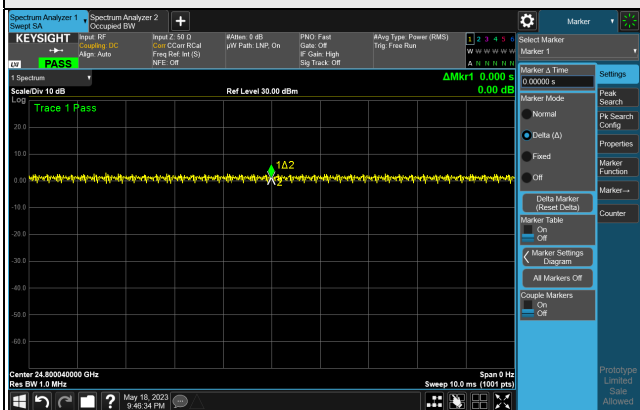 Spectrum Analyzer 1
Swept SA
Spectrum Analyzer 2
Occupied BW
+
Marker
KEYSIGHT
LXI
PASS
Input: RF
Coupling: DC
Align: Auto
Input Z: 50 Ω
Corr CCorr RCal
Freq Ref: Int (S)
NFE: Off
#Atten: 0 dB
µW Path: LNP, On
PNO: Fast
Gate: Off
IF Gain: High
Sig Track: Off
#Avg Type: Power (RMS)
Trig: Free Run
1 2 3 4 5 6
W W W W W W
A N N N N N
Select Marker
Marker 1
1 Spectrum
ΔMkr1 0.000 s
0.00 dB
Scale/Div 10 dB
Ref Level 30.00 dBm
Log
Trace 1 Pass
20.0
10.0
0.00
-10.0
-20.0
-30.0
-40.0
-50.0
-60.0
1Δ2
2
Center 24.800040000 GHz
Res BW 1.0 MHz
Span 0 Hz
Sweep 10.0 ms (1001 pts)
Marker Δ Time
0.00000 s
Marker Mode
Normal
Delta (Δ)
Fixed
Off
Delta Marker
(Reset Delta)
Marker Table
On
Off
Marker Settings
Diagram
All Markers Off
Couple Markers
On
Off
Settings
Peak
Search
Pk Search
Config
Properties
Marker
Function
Marker→
Counter
Prototype
Limited
Sale
Allowed
?
May 18, 2023
9:46:34 PM